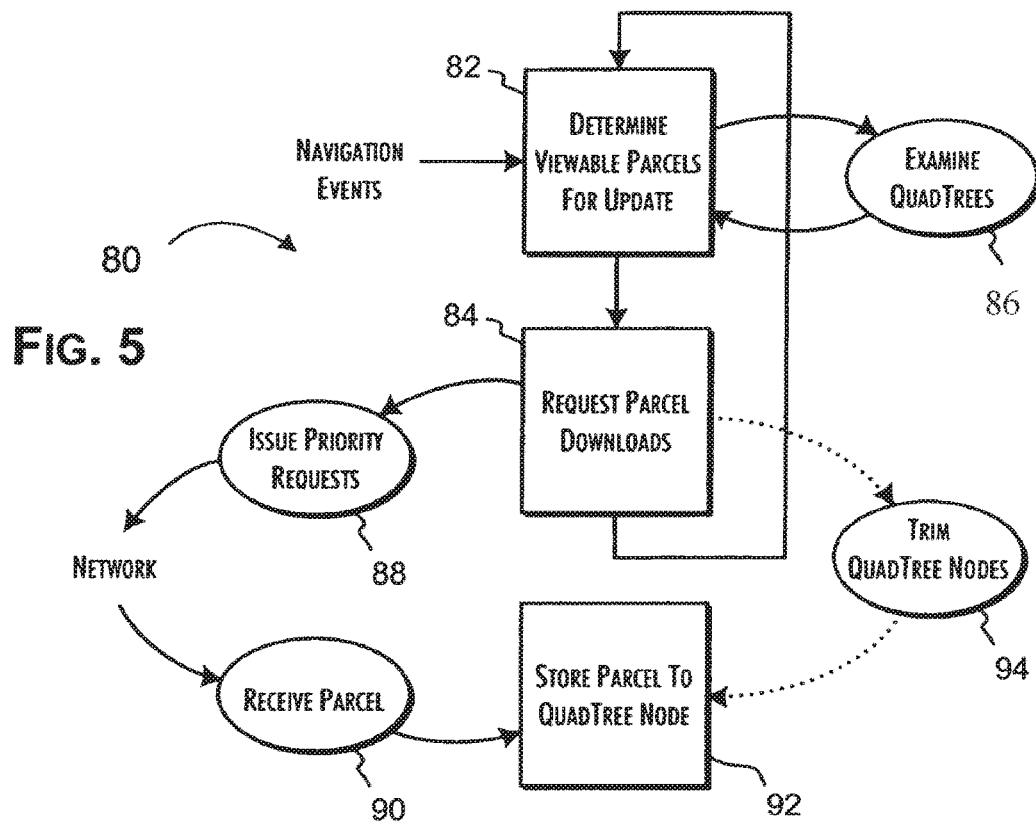 82
DETERMINE
VIEWABLE PARCELS
FOR UPDATE
NAVIGATION
EVENTS
EXAMINE
QUADTREES
86
80
FIG. 5
84
REQUEST PARCEL
DOWNLOADS
ISSUE PRIORITY
REQUESTS
88
NETWORK
TRIM
QUADTREE NODES
94
RECEIVE PARCEL
90
STORE PARCEL TO
QUADTREE NODE
92